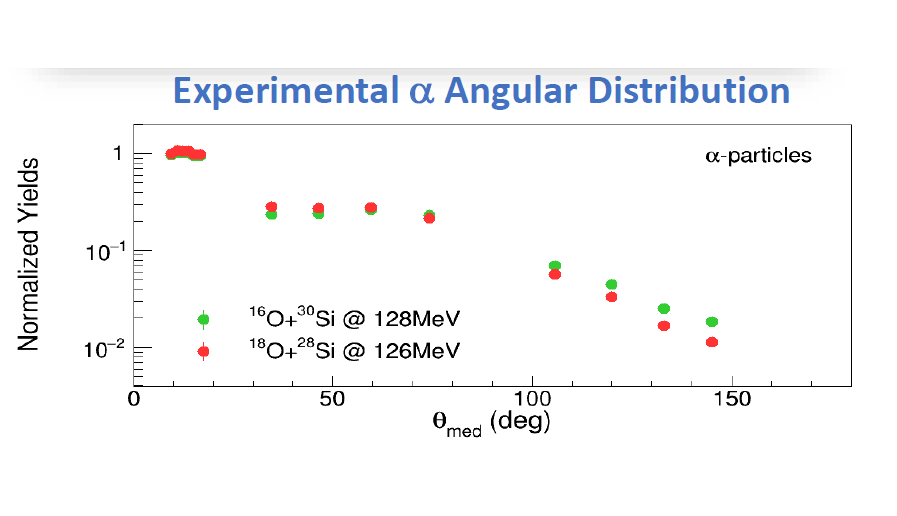 Experimental α Angular Distribution
Normalized Yields
1
10⁻¹
10⁻²
α-particles
¹⁶O+³⁰Si @ 128MeV
¹⁸O+²⁸Si @ 126MeV
0 50 100 150
θmed (deg)